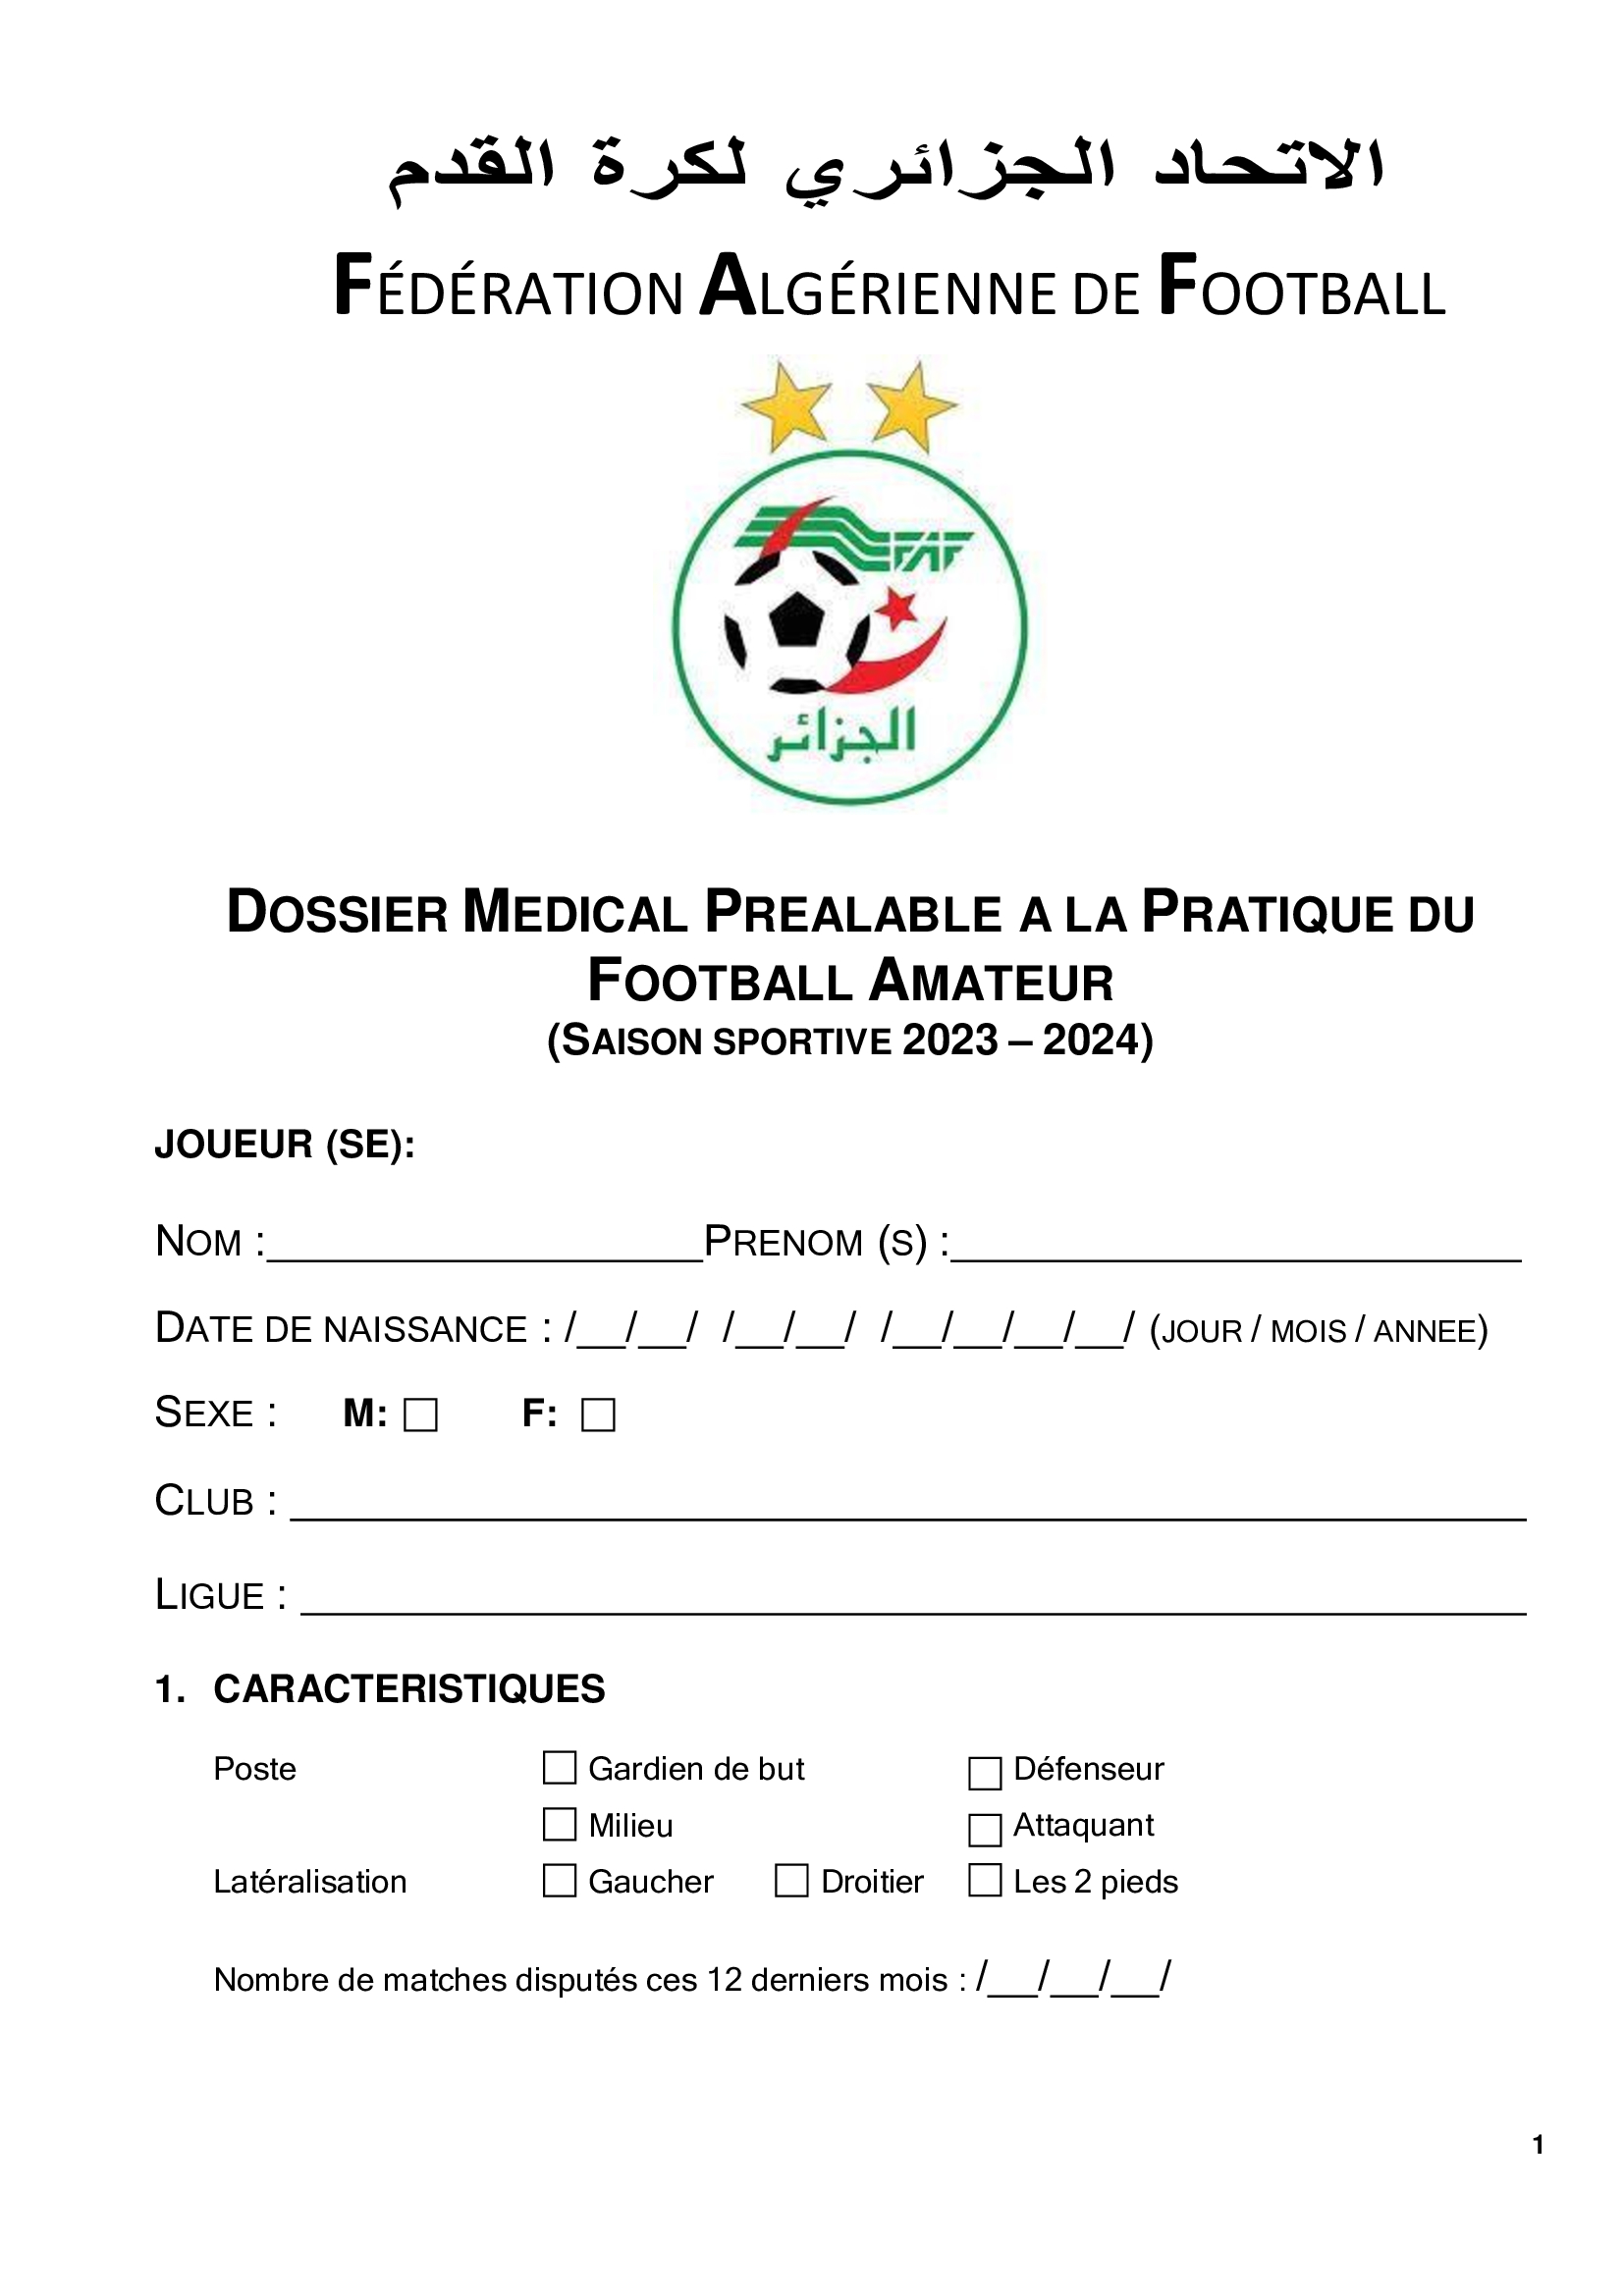 الاتحاد الجزائري لكرة القدم
FÉDÉRATION ALGÉRIENNE DE FOOTBALL
FAF
الجزائر
DOSSIER MEDICAL PREALABLE A LA PRATIQUE DU
FOOTBALL AMATEUR
(SAISON SPORTIVE 2023 – 2024)
JOUEUR (SE):
NOM :____________________PRENOM (S) :__________________________
DATE DE NAISSANCE : /__/__/ /__/__/ /__/__/__/__/ (JOUR / MOIS / ANNEE)
SEXE : M: ☐ F: ☐
CLUB : ____________________________________________
LIGUE : ____________________________________________
1. CARACTERISTIQUES
Poste ☐ Gardien de but ☐ Défenseur
☐ Milieu ☐ Attaquant
Latéralisation ☐ Gaucher ☐ Droitier ☐ Les 2 pieds
Nombre de matches disputés ces 12 derniers mois : /__/__/__/
1